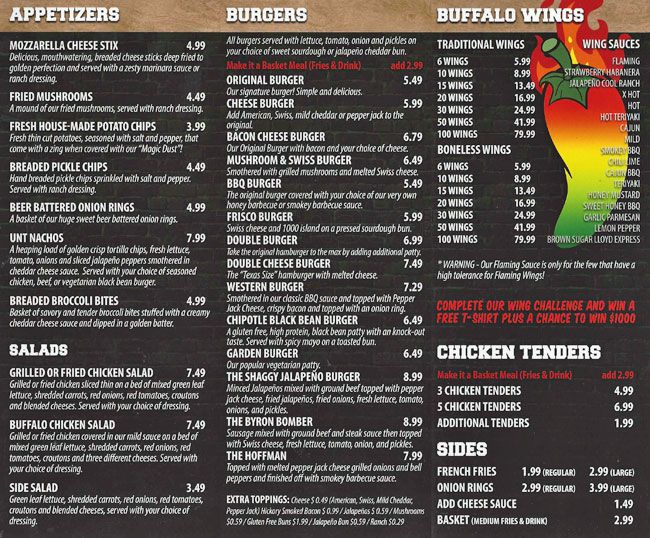 APPETIZERS
MOZZARELLA CHEESE STIX 4.99
Delicious, mouthwatering, breaded cheese sticks deep fried to
golden perfection and served with a zesty marinara sauce or
ranch dressing.
FRIED MUSHROOMS 4.49
A mound of our fried mushrooms, served with ranch dressing.
FRESH HOUSE-MADE POTATO CHIPS 3.99
Fresh thin cut potatoes, seasoned with salt and pepper, that
come with a zing when covered with our "Magic Dust"!
BREADED PICKLE CHIPS 4.49
Hand breaded pickle chips sprinkled with salt and pepper.
Served with ranch dressing.
BEER BATTERED ONION RINGS 4.99
A basket of our huge sweet beer battered onion rings.
UNT NACHOS 7.99
A heaping load of golden crisp tortilla chips, fresh lettuce,
tomato, onions and sliced jalapeño peppers smothered in
cheddar cheese sauce. Served with your choice of seasoned
chicken, beef, or vegetarian black bean burger.
BREADED BROCCOLI BITES 4.99
Basket of savory and tender broccoli bites stuffed with a creamy
cheddar cheese sauce and dipped in a golden batter.
SALADS
GRILLED OR FRIED CHICKEN SALAD 7.49
Grilled or fried chicken sliced thin on a bed of mixed green leaf
lettuce, shredded carrots, red onions, red tomatoes, croutons
and blended cheeses. Served with your choice of dressing.
BUFFALO CHICKEN SALAD 7.49
Grilled or fried chicken covered in our mild sauce on a bed of
mixed green leaf lettuce, shredded carrots, red onions, red
tomatoes, croutons and three different cheeses. Served with
your choice of dressing.
SIDE SALAD 3.49
Green leaf lettuce, shredded carrots, red onions, red tomatoes,
croutons and blended cheeses, served with your choice of
dressing.
BURGERS
All burgers served with lettuce, tomato, onion and pickles on
your choice of sweet sourdough or jalapeño cheddar bun.
Make it a Basket Meal (Fries & Drink) add 2.99
ORIGINAL BURGER 5.49
Our signature burger! Simple and delicious.
CHEESE BURGER 5.99
Add American, Swiss, mild cheddar or pepper jack to the
original.
BACON CHEESE BURGER 6.79
Our Original Burger with bacon and your choice of cheese.
MUSHROOM & SWISS BURGER 6.49
Smothered with grilled mushrooms and melted Swiss cheese.
BBQ BURGER 5.49
The original burger covered with your choice of our very own
honey barbecue or smokey barbecue sauce.
FRISCO BURGER 5.99
Swiss cheese and 1000 island on a pressed sourdough bun.
DOUBLE BURGER 6.99
Take the original hamburger to the max by adding additional patty.
DOUBLE CHEESE BURGER 7.49
The "Texas Size" hamburger with melted cheese.
WESTERN BURGER 7.29
Smothered in our classic BBQ sauce and topped with Pepper
Jack Cheese, crispy bacon and topped with an onion ring.
CHIPOTLE BLACK BEAN BURGER 6.49
A gluten free, high protein, black bean patty with an knock-out
taste. Served with spicy mayo on a toasted bun.
GARDEN BURGER 6.49
Our popular vegetarian patty.
THE SHAGGY JALAPEÑO BURGER 8.99
Minced Jalapeños mixed with ground beef topped with pepper
jack cheese, fried jalapeños, fried onions, fresh lettuce, tomato,
onions, and pickles.
THE BYRON BOMBER 8.99
Sausage mixed with ground beef and steak sauce then topped
with Swiss cheese, fresh lettuce, tomato, onion, and pickles.
THE HOFFMAN 7.99
Topped with melted pepper jack cheese grilled onions and bell
peppers and finished off with smokey barbecue sauce.
EXTRA TOPPINGS: Cheese $ 0.49 (American, Swiss, Mild Cheddar,
Pepper Jack) Hickory Smoked Bacon $ 0.99 / Jalapeños $ 0.59 / Mushrooms
$0.59 / Gluten Free Buns $1.99 / Jalapeño Bun $0.59 / Ranch $0.29
BUFFALO WINGS
TRADITIONAL WINGS
6 WINGS 5.99
10 WINGS 8.99
15 WINGS 13.49
20 WINGS 16.99
30 WINGS 24.99
50 WINGS 41.99
100 WINGS 79.99
BONELESS WINGS
6 WINGS 5.99
10 WINGS 8.99
15 WINGS 13.49
20 WINGS 16.99
30 WINGS 24.99
50 WINGS 41.99
100 WINGS 79.99
WING SAUCES
FLAMING
STRAWBERRY HABANERA
JALAPEÑO COOL RANCH
X HOT
HOT
HOT TERIYAKI
CAJUN
MILD
SMOKEY BBQ
CHILI LIME
CAJUN BBQ
TERIYAKI
HONEY MUSTARD
SWEET HONEY BBQ
GARLIC PARMESAN
LEMON PEPPER
BROWN SUGAR LLOYD EXPRESS
* WARNING - Our Flaming Sauce is only for the few that have a
high tolerance for Flaming Wings!
COMPLETE OUR WING CHALLENGE AND WIN A
FREE T-SHIRT PLUS A CHANCE TO WIN $1000
CHICKEN TENDERS
Make it a Basket Meal (Fries & Drink) add 2.99
3 CHICKEN TENDERS 4.99
5 CHICKEN TENDERS 6.99
ADDITIONAL TENDERS 1.99
SIDES
FRENCH FRIES 1.99 (REGULAR) 2.99 (LARGE)
ONION RINGS 2.99 (REGULAR) 3.99 (LARGE)
ADD CHEESE SAUCE 1.49
BASKET (MEDIUM FRIES & DRINK) 2.99